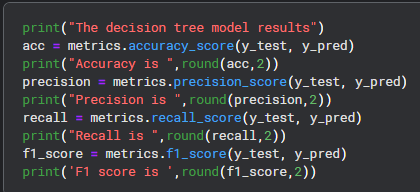 print("The decision tree model results")
acc = metrics.accuracy_score(y_test, y_pred)
print("Accuracy is ",round(acc,2))
precision = metrics.precision_score(y_test, y_pred)
print("Precision is ",round(precision,2))
recall = metrics.recall_score(y_test, y_pred)
print("Recall is ",round(recall,2))
f1_score = metrics.f1_score(y_test, y_pred)
print('F1 score is ',round(f1_score,2))